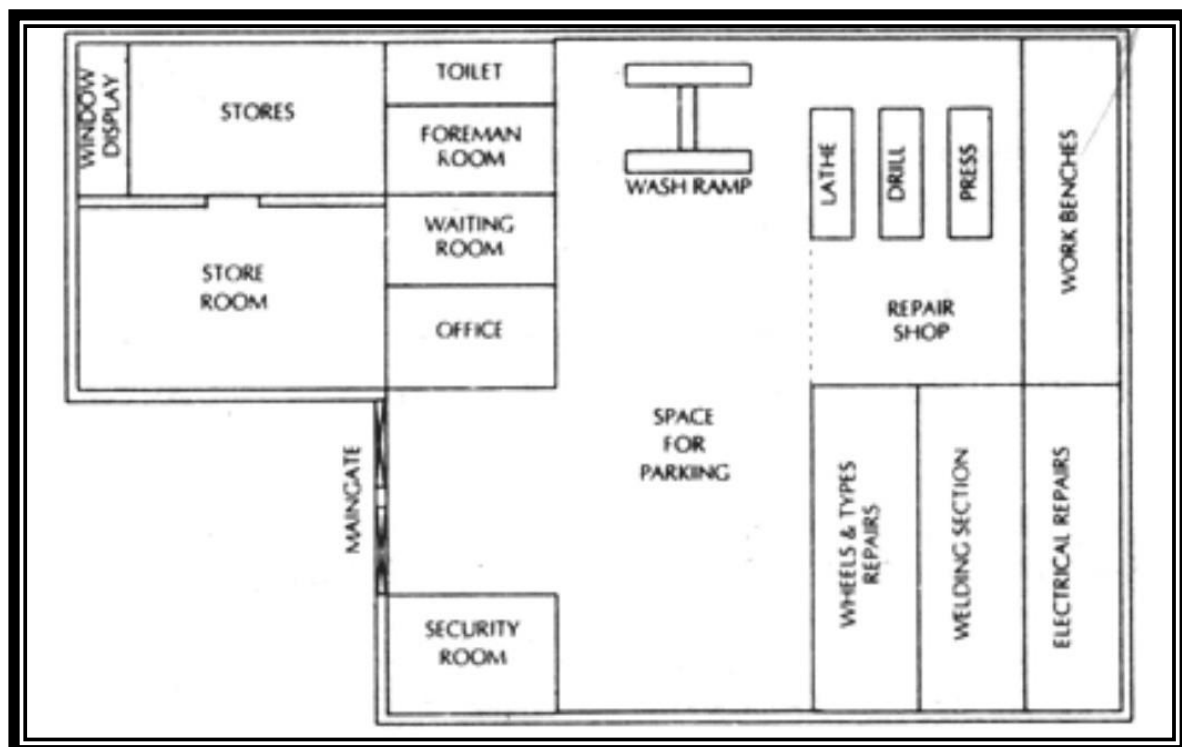 WINDOW
DISPLAY
STORES
TOILET
FOREMAN
ROOM
WASH RAMP
LATHE
DRILL
PRESS
WORK BENCHES
STORE
ROOM
WAITING
ROOM
OFFICE
REPAIR
SHOP
MAINGATE
SPACE
FOR
PARKING
WHEELS & TYPES
REPAIRS
WELDING SECTION
ELECTRICAL REPAIRS
SECURITY
ROOM